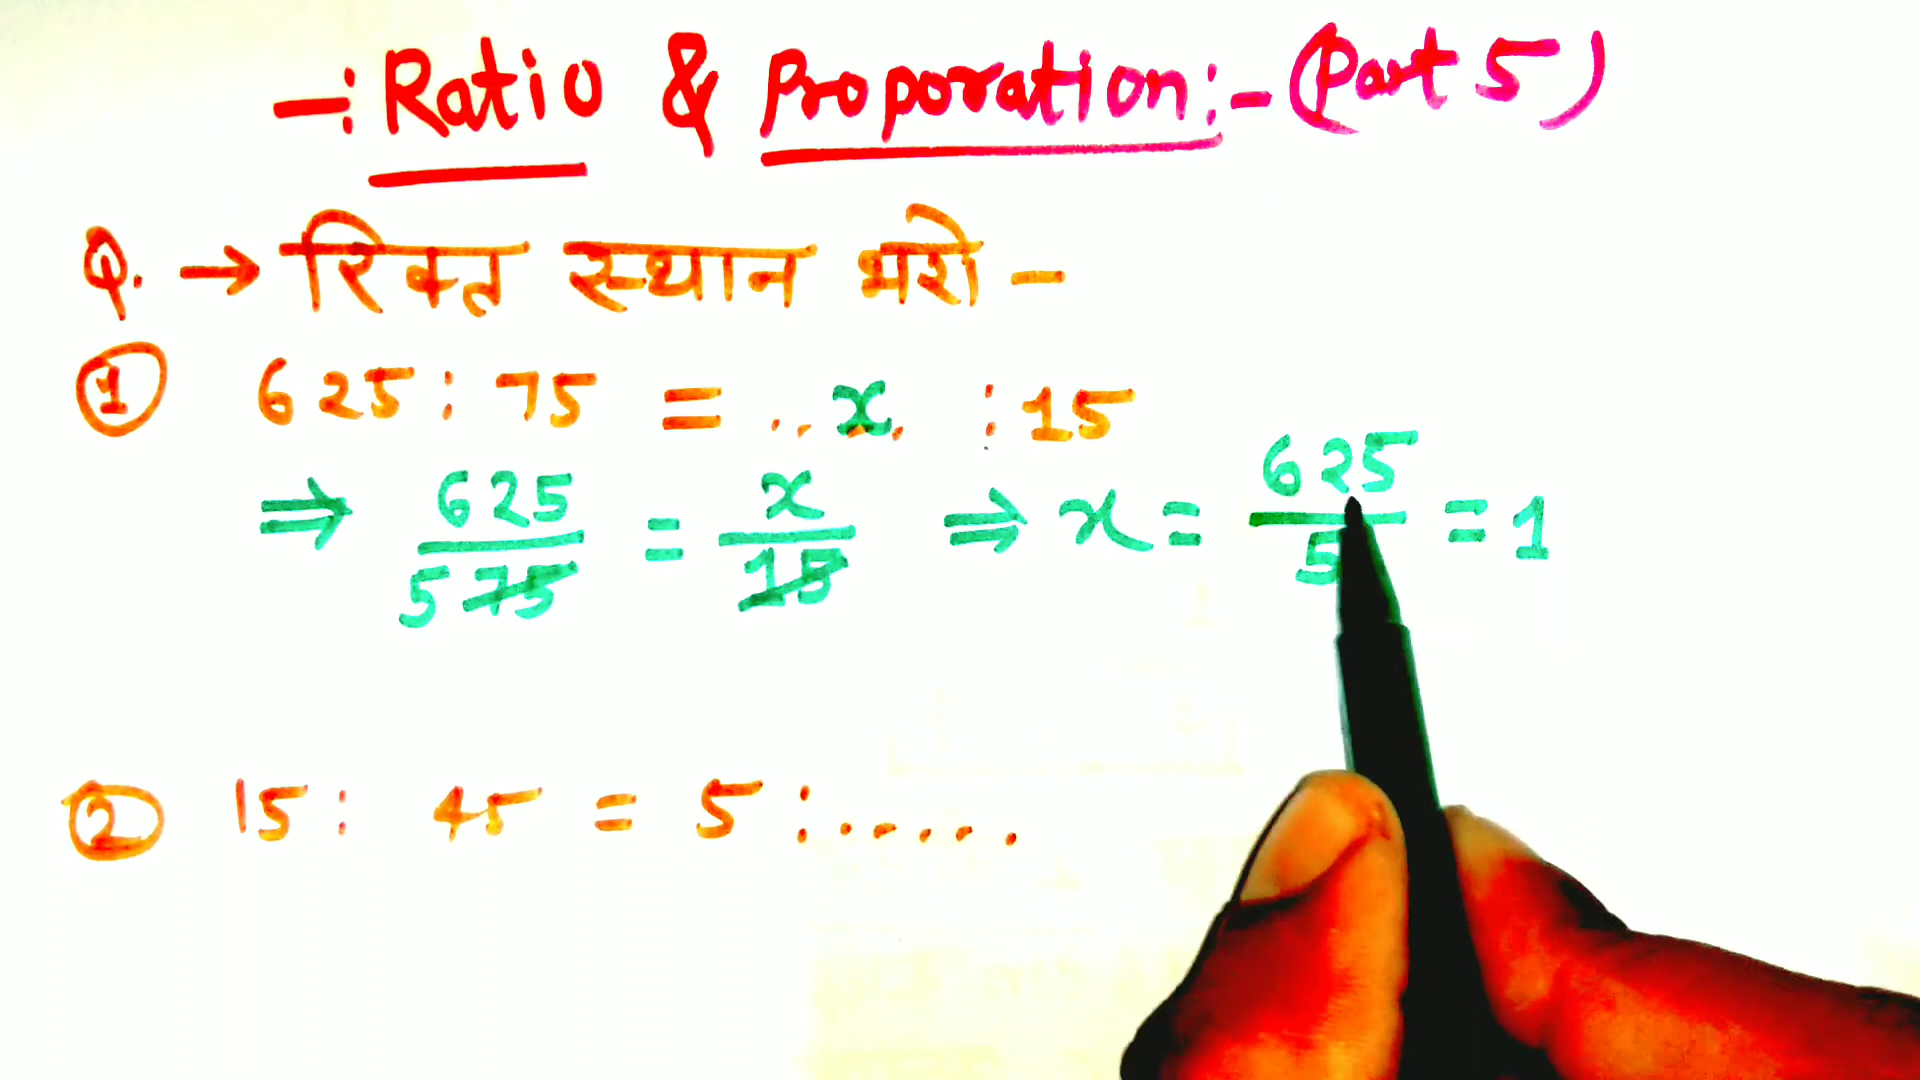 -: Ratio & Proporation:- (Part 5)
Q. → रिक्त स्थान भरो -
① 625 : 75 = ..x.. : 15
⇒ 625/5 75 = x/15 ⇒ x = 625/5 = 1
② 15 : 45 = 5 : ......